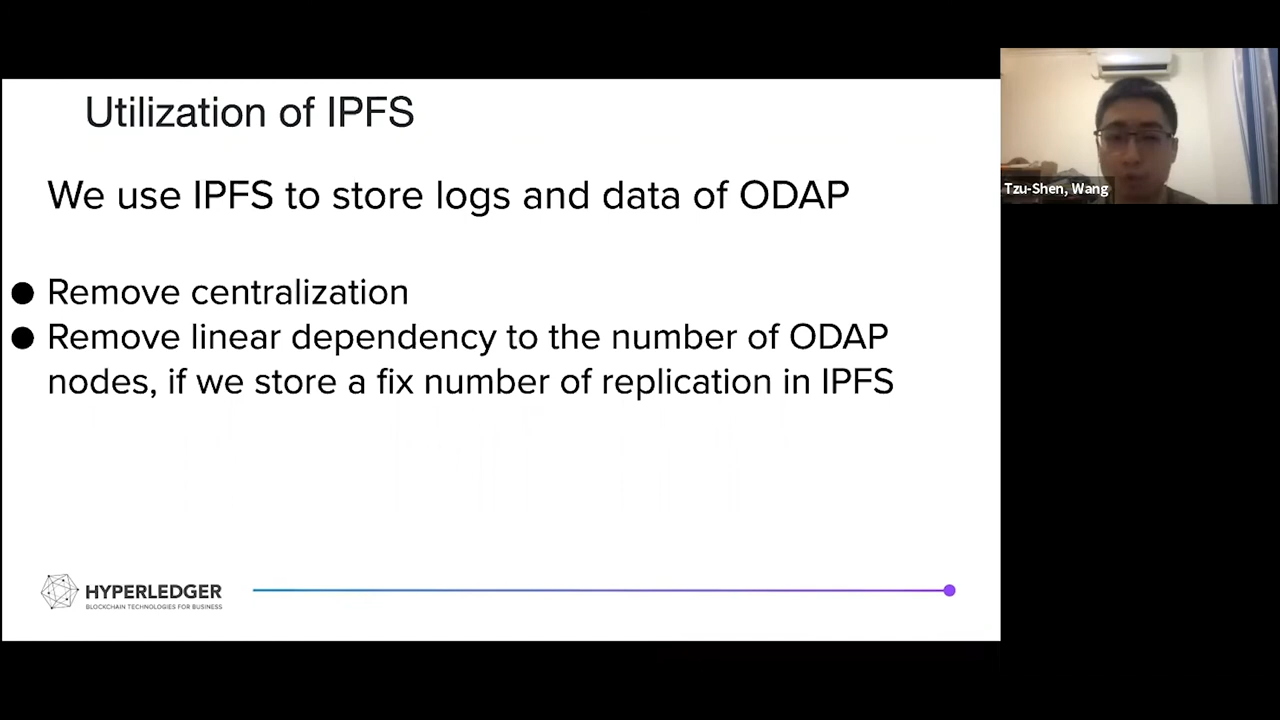 Utilization of IPFS
We use IPFS to store logs and data of ODAP
● Remove centralization
● Remove linear dependency to the number of ODAP
nodes, if we store a fix number of replication in IPFS
HYPERLEDGER
BLOCKCHAIN TECHNOLOGIES FOR BUSINESS
Tzu-Shen, Wang